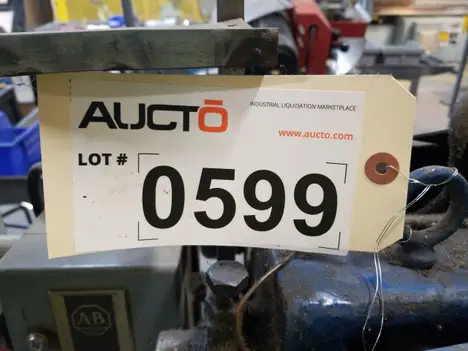 AUCTŌ
INDUSTRIAL LIQUIDATION MARKETPLACE
www.aucto.com
LOT #
0599
AB